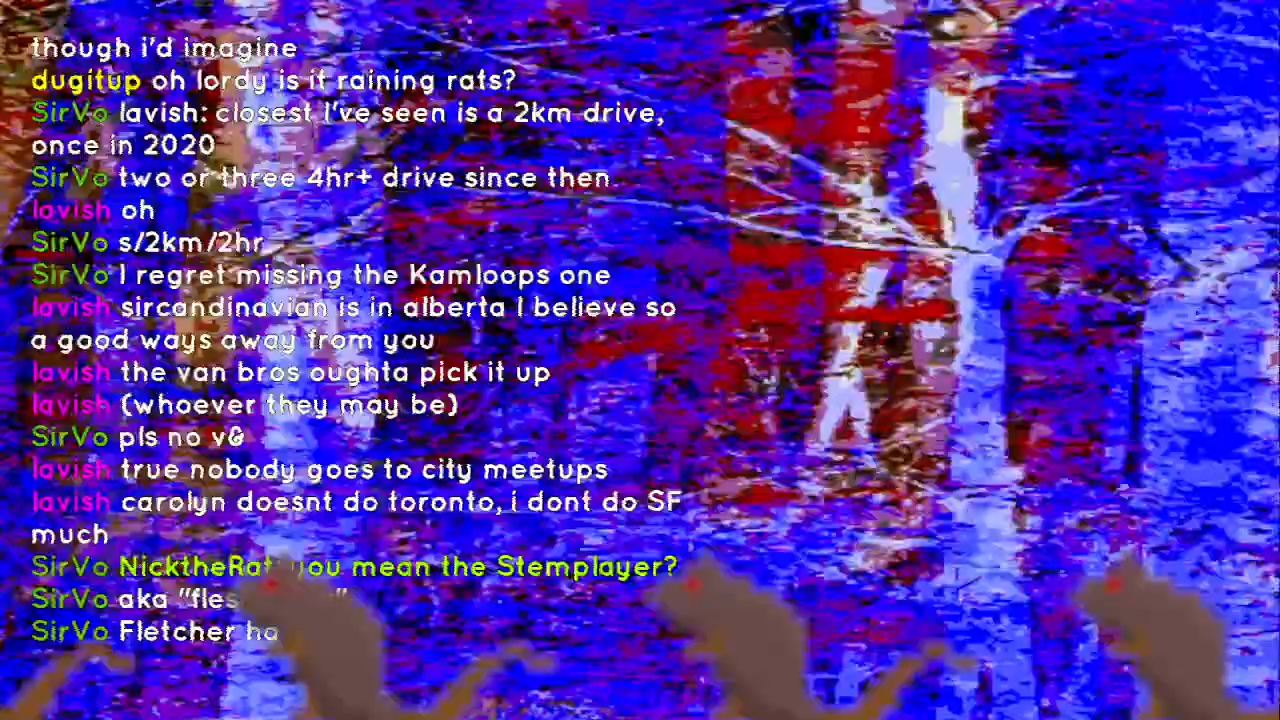 though i'd imagine
dugitup oh lordy is it raining rats?
SirVo lavish: closest I've seen is a 2km drive,
once in 2020
SirVo two or three 4hr+ drive since then
lavish oh
SirVo s/2km/2hr
SirVo I regret missing the Kamloops one
lavish sircandinavian is in alberta I believe so
a good ways away from you
lavish the van bros oughta pick it up
lavish (whoever they may be)
SirVo pls no v&
lavish true nobody goes to city meetups
lavish carolyn doesnt do toronto, i dont do SF
much
SirVo NicktheRat you mean the Stemplayer?
SirVo aka
SirVo Fletcher